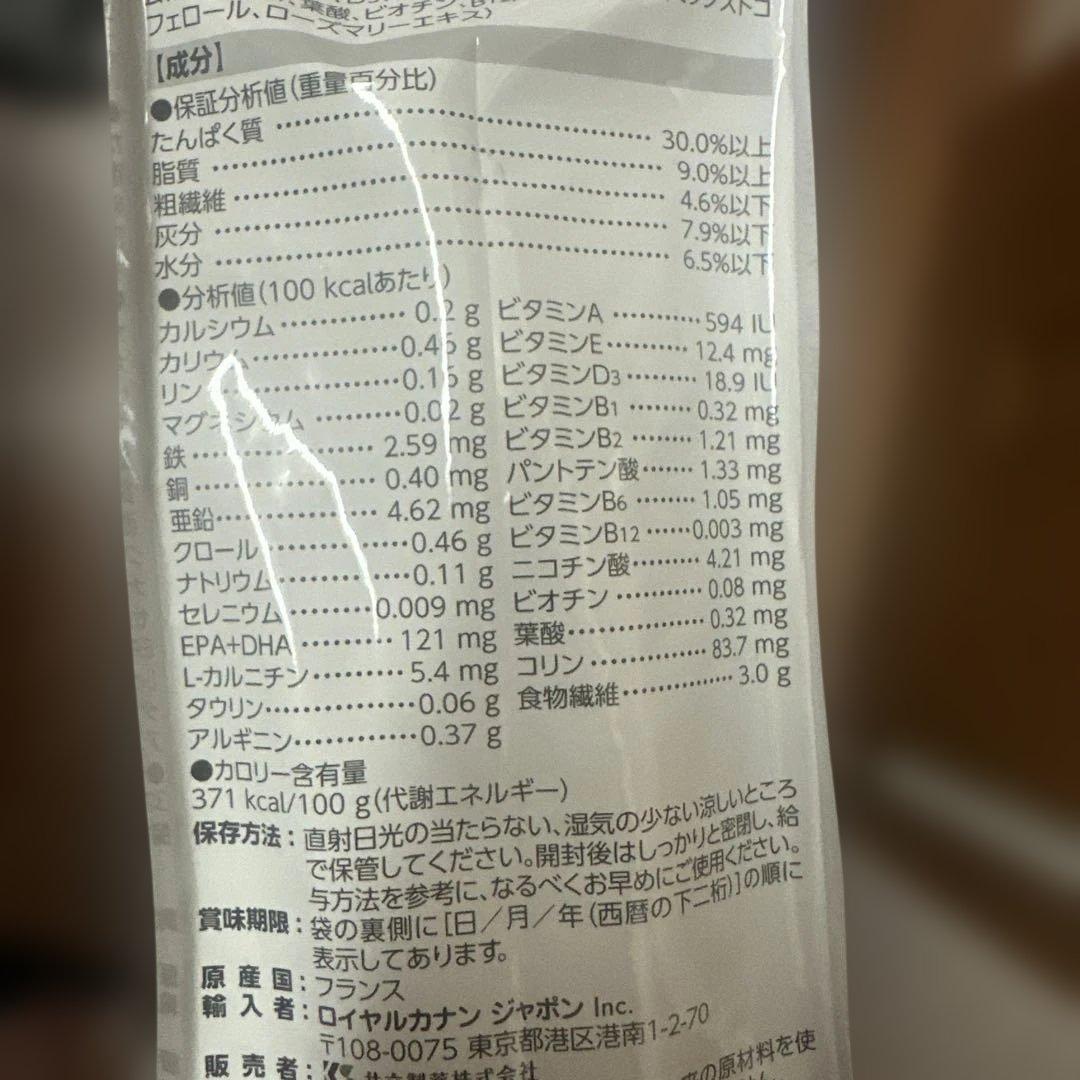 葉酸、ビオチン、
フェロール、ローズマリーエキス)
【成分】
●保証分析値(重量百分比)
たんぱく質 30.0%以上
脂質 9.0%以上
粗繊維 4.6%以下
灰分 7.9%以下
水分 6.5%以下
●分析値(100 kcalあたり)
カルシウム 0.2 g
カリウム 0.45 g
リン 0.16 g
マグネシウム 0.02 g
鉄 2.59 mg
銅 0.40 mg
亜鉛 4.62 mg
クロール 0.46 g
ナトリウム 0.11 g
セレニウム 0.009 mg
EPA+DHA 121 mg
L-カルニチン 5.4 mg
タウリン 0.06 g
アルギニン 0.37 g
ビタミンA 594 IU
ビタミンE 12.4 mg
ビタミンD3 18.9 IU
ビタミンB1 0.32 mg
ビタミンB2 1.21 mg
パントテン酸 1.33 mg
ビタミンB6 1.05 mg
ビタミンB12 0.003 mg
ニコチン酸 4.21 mg
ビオチン 0.08 mg
葉酸 0.32 mg
コリン 83.7 mg
食物繊維 3.0 g
●カロリー含有量
371 kcal/100 g(代謝エネルギー)
保存方法:直射日光の当たらない、湿気の少ない涼しいところ
で保管してください。開封後はしっかりと密閉し、給
与方法を参考に、なるべくお早めにご使用ください。
賞味期限:袋の裏側に[日/月/年(西暦の下二桁)]の順に
表示してあります。
原産国:フランス
輸入者:ロイヤルカナン ジャポン Inc.
〒108-0075 東京都港区港南1-2-70
販売者:共立製薬株式会社
の原材料を使